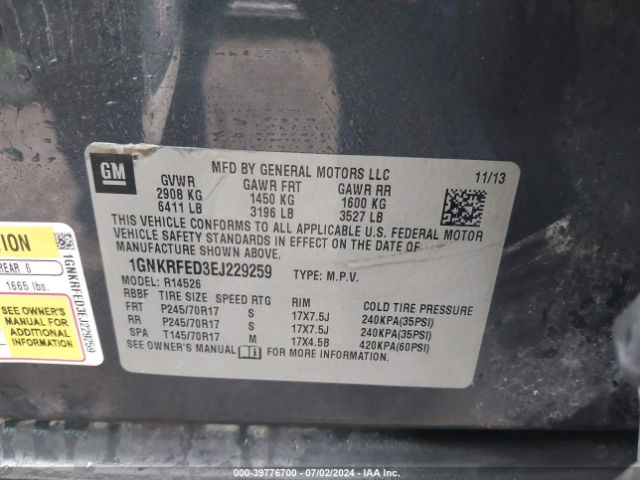 GM
MFD BY GENERAL MOTORS LLC
11/13
GVWR GAWR FRT GAWR RR
2908 KG 1450 KG 1600 KG
6411 LB 3196 LB 3527 LB
THIS VEHICLE CONFORMS TO ALL APPLICABLE U.S. FEDERAL MOTOR
VEHICLE SAFETY STANDARDS IN EFFECT ON THE DATE OF
MANUFACTURE SHOWN ABOVE.
1GNKRFED3EJ229259 TYPE: M.P.V.
MODEL: R14526
RBBF TIRE SIZE SPEED RTG RIM COLD TIRE PRESSURE
FRT P245/70R17 S 17X7.5J 240KPA(35PSI)
RR P245/70R17 S 17X7.5J 240KPA(35PSI)
SPA T145/70R17 M 17X4.5B 420KPA(60PSI)
SEE OWNER'S MANUAL FOR MORE INFORMATION
REAR 6
1665 lbs.
SEE OWNER'S
MANUAL FOR
ADDITIONAL
INFORMATION
1GNKRFED3EJ229259
© 39776700 - 07/02/2024 - IAA Inc.